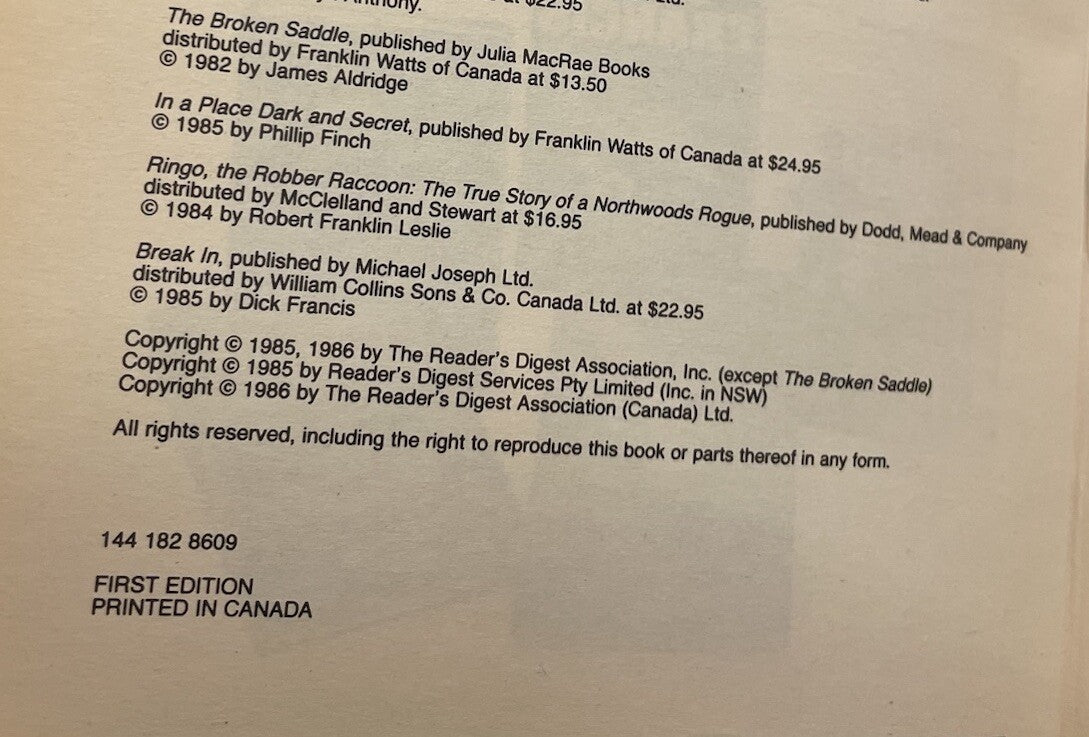 Anthony.
at $22.95
Ltd.
The Broken Saddle, published by Julia MacRae Books
distributed by Franklin Watts of Canada at $13.50
© 1982 by James Aldridge
In a Place Dark and Secret, published by Franklin Watts of Canada at $24.95
© 1985 by Phillip Finch
Ringo, the Robber Raccoon: The True Story of a Northwoods Rogue, published by Dodd, Mead & Company
distributed by McClelland and Stewart at $16.95
© 1984 by Robert Franklin Leslie
Break In, published by Michael Joseph Ltd.
distributed by William Collins Sons & Co. Canada Ltd. at $22.95
© 1985 by Dick Francis
Copyright © 1985, 1986 by The Reader's Digest Association, Inc. (except The Broken Saddle)
Copyright © 1985 by Reader's Digest Services Pty Limited (Inc. in NSW)
Copyright © 1986 by The Reader's Digest Association (Canada) Ltd.
All rights reserved, including the right to reproduce this book or parts thereof in any form.
144 182 8609
FIRST EDITION
PRINTED IN CANADA